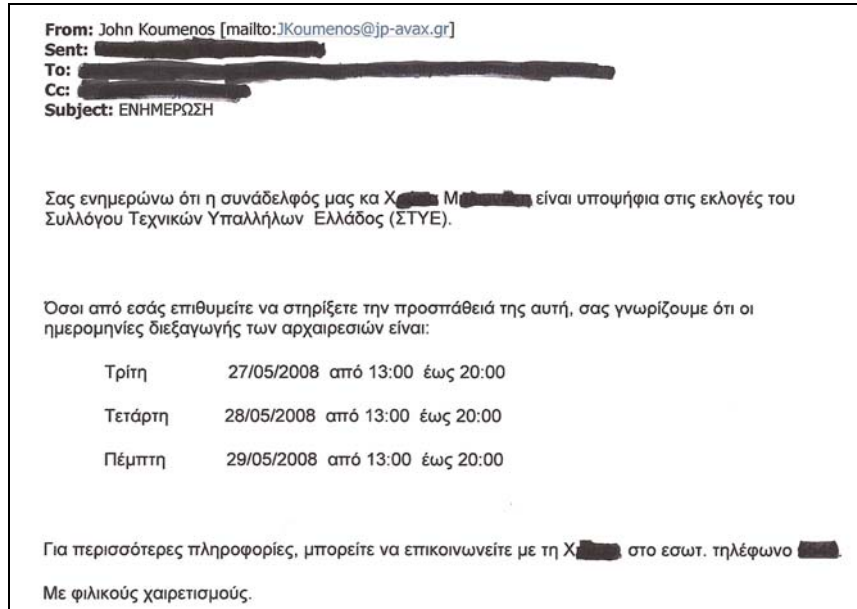 From: John Koumenos [mailto:JKoumenos@jp-avax.gr]
Sent:
To:
Cc:
Subject: ΕΝΗΜΕΡΩΣΗ
Σας ενημερώνω ότι η συνάδελφός μας κα είναι υποψήφια στις εκλογές του
Συλλόγου Τεχνικών Υπαλλήλων Ελλάδος (ΣΤΥΕ).
Όσοι από εσάς επιθυμείτε να στηρίξετε την προσπάθειά της αυτή, σας γνωρίζουμε ότι οι
ημερομηνίες διεξαγωγής των αρχαιρεσιών είναι:
Τρίτη 27/05/2008 από 13:00 έως 20:00
Τετάρτη 28/05/2008 από 13:00 έως 20:00
Πέμπτη 29/05/2008 από 13:00 έως 20:00
Για περισσότερες πληροφορίες, μπορείτε να επικοινωνείτε με τη στο εσωτ. τηλέφωνο .
Με φιλικούς χαιρετισμούς.